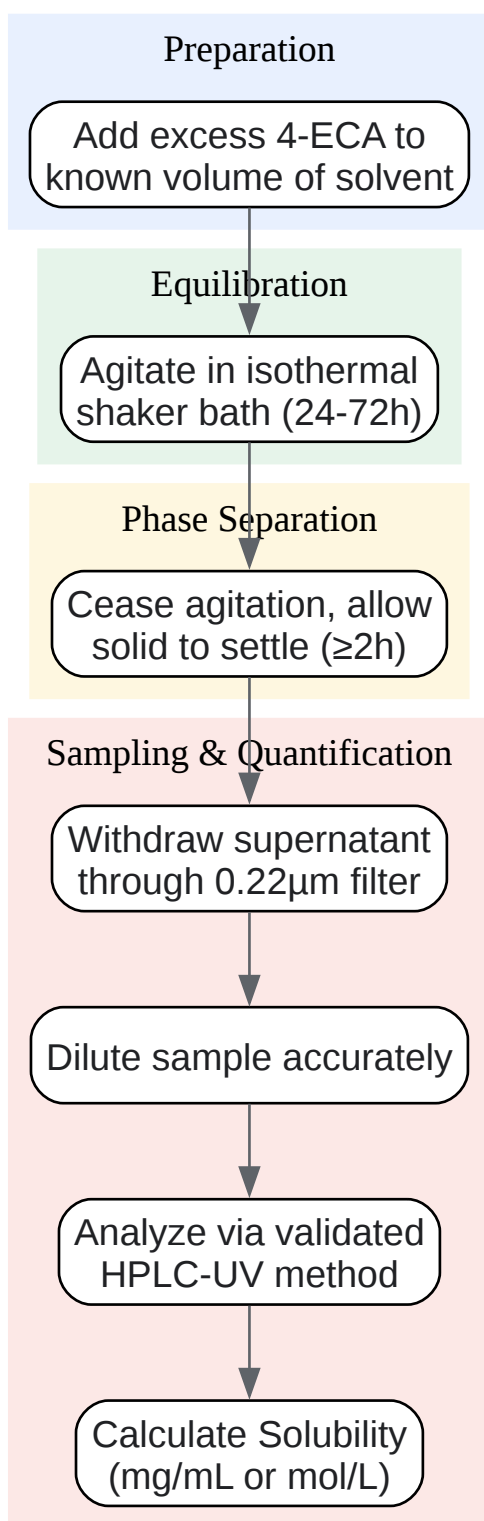 Preparation
Add excess 4-ECA to
known volume of solvent
Equilibration
Agitate in isothermal
shaker bath (24-72h)
Phase Separation
Cease agitation, allow
solid to settle (≥2h)
Sampling & Quantification
Withdraw supernatant
through 0.22µm filter
Dilute sample accurately
Analyze via validated
HPLC-UV method
Calculate Solubility
(mg/mL or mol/L)